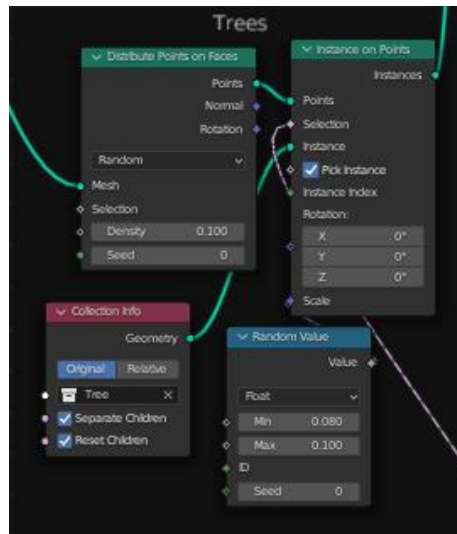 Trees
Distribute Points on Faces
Points
Normal
Rotation
Random
Mesh
Selection
Density 0.100
Seed 0
Instance on Points
Instances
Points
Selection
Instance
Pick Instance
Instance Index
Rotation:
X 0°
Y 0°
Z 0°
Scale
Collection Info
Geometry
Original Relative
Tree
Separate Children
Reset Children
Random Value
Value
Float
Min 0.080
Max 0.100
ID
Seed 0